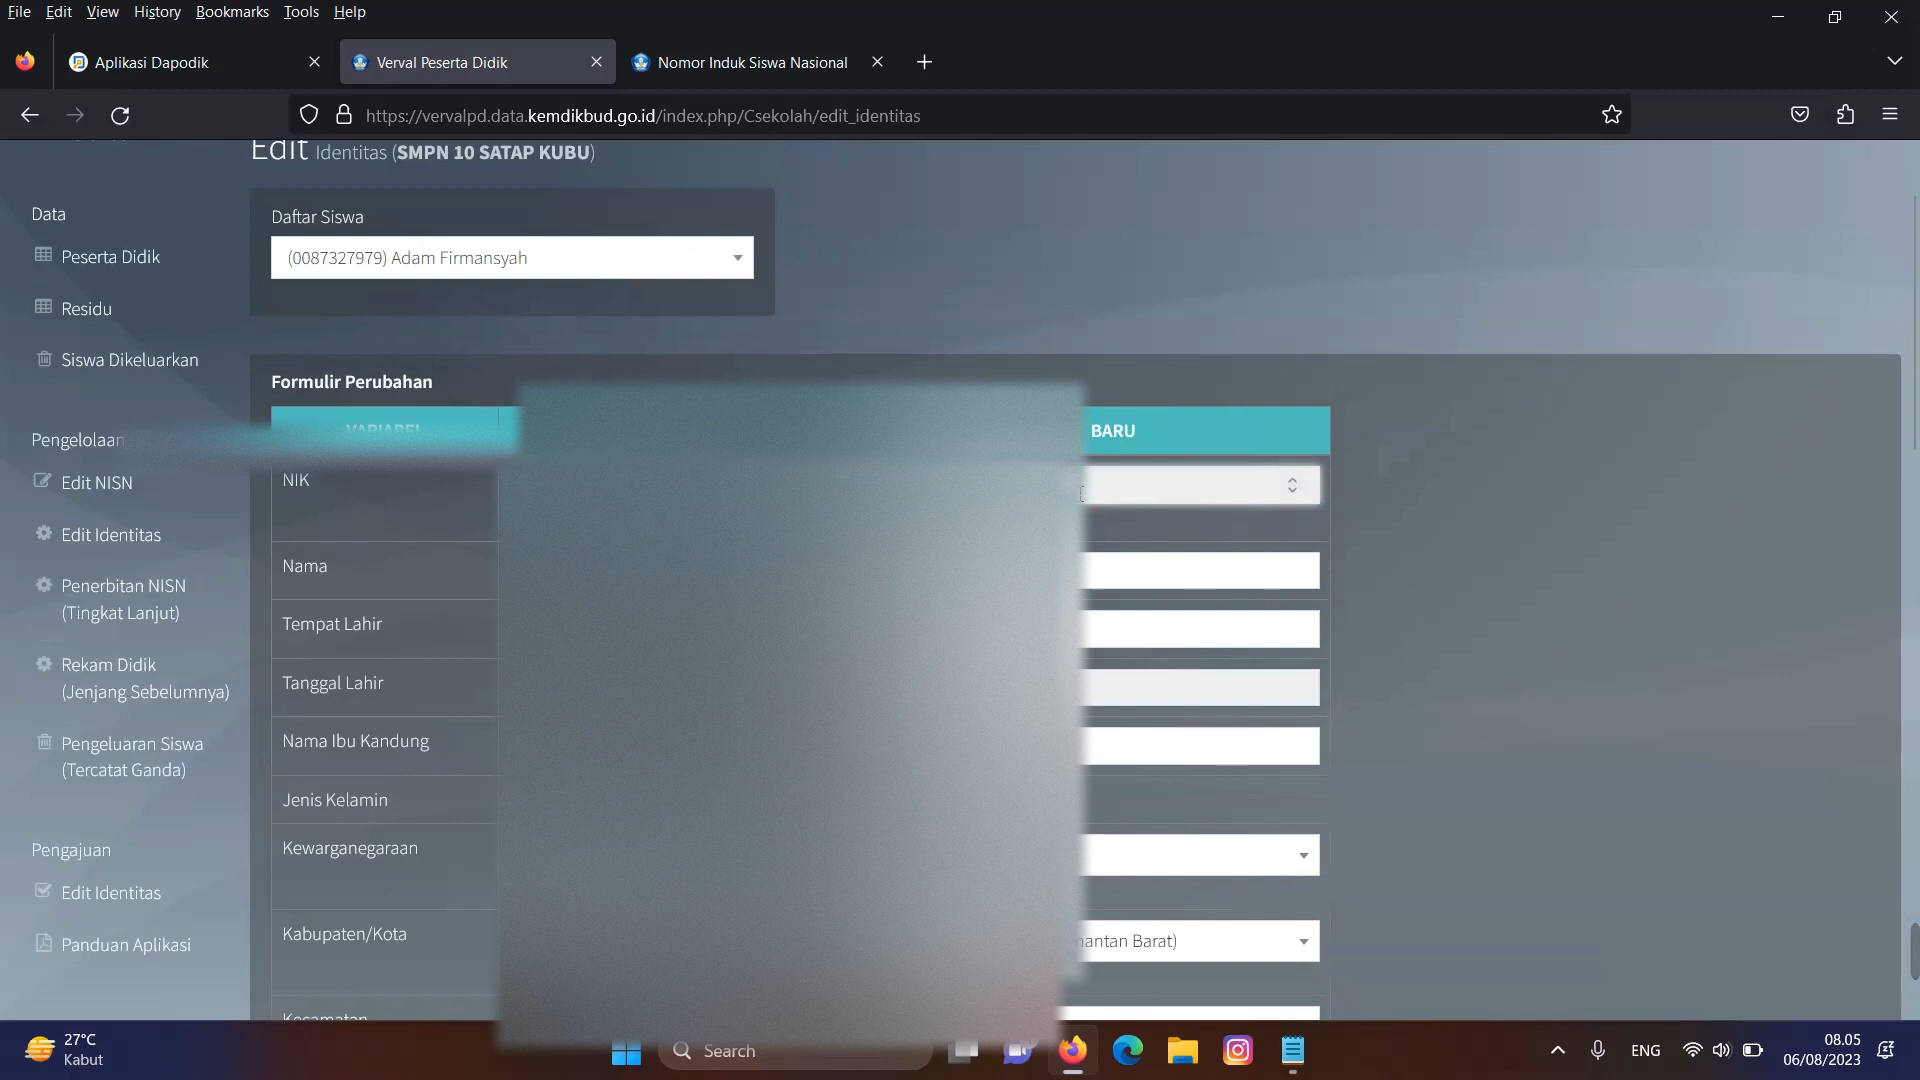 File Edit View History Bookmarks Tools Help
Aplikasi Dapodik
Verval Peserta Didik
Nomor Induk Siswa Nasional
https://vervalpd.data.kemdikbud.go.id/index.php/Csekolah/edit_identitas
Edit Identitas (SMPN 10 SATAP KUBU)
Data
Peserta Didik
Residu
Siswa Dikeluarkan
Pengelolaan
Edit NISN
Edit Identitas
Penerbitan NISN
(Tingkat Lanjut)
Rekam Didik
(Jenjang Sebelumnya)
Pengeluaran Siswa
(Tercatat Ganda)
Pengajuan
Edit Identitas
Panduan Aplikasi
Daftar Siswa
(0087327979) Adam Firmansyah
Formulir Perubahan
VARIABEL
BARU
NIK
Nama
Tempat Lahir
Tanggal Lahir
Nama Ibu Kandung
Jenis Kelamin
Kewarganegaraan
Kabupaten/Kota
mantan Barat)
Kecamatan
27°C
Kabut
Search
ENG
08.05
06/08/2023